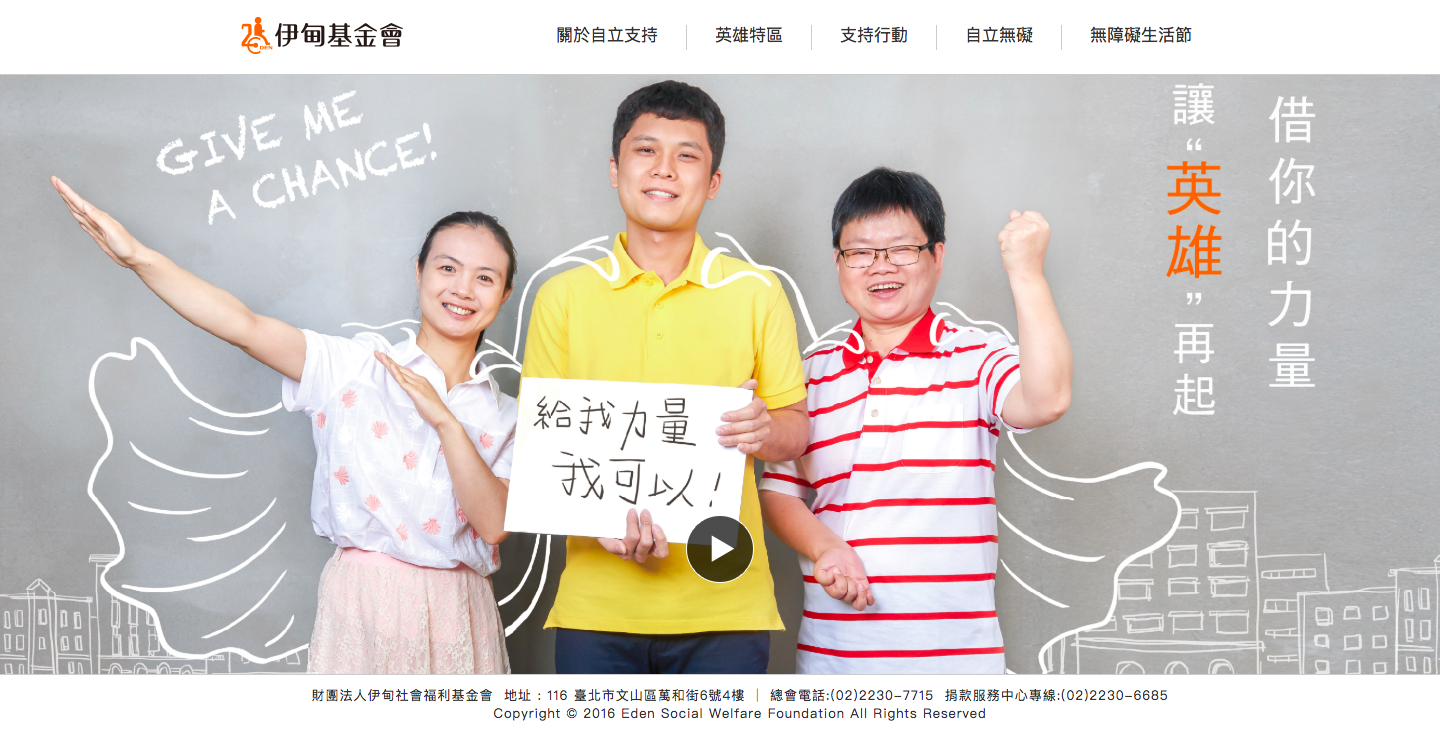 EDEN 伊甸基金會
關於自立支持
英雄特區
支持行動
自立無礙
無障礙生活節
GIVE ME
A CHANCE!
借你的力量
讓“英雄”再起
給我力量
我可以！
財團法人伊甸社會福利基金會 地址：116 臺北市文山區萬和街6號4樓 ｜ 總會電話:(02)2230-7715 捐款服務中心專線:(02)2230-6685
Copyright © 2016 Eden Social Welfare Foundation All Rights Reserved